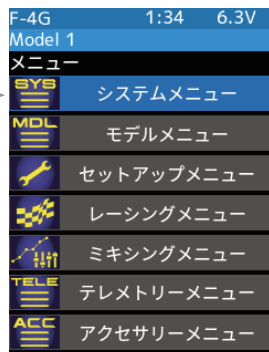 F-4G 1:34 6.3V
Model 1
メニュー
SYS システムメニュー
MDL モデルメニュー
セットアップメニュー
レーシングメニュー
ミキシングメニュー
TELE テレメトリーメニュー
ACC アクセサリーメニュー